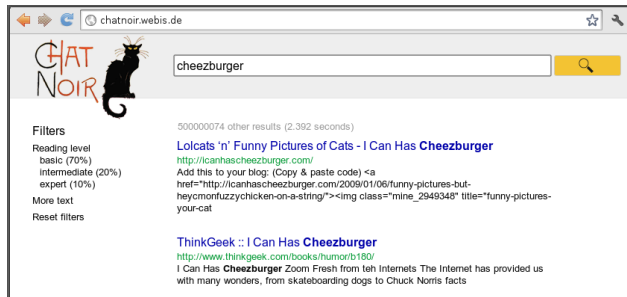 chatnoir.webis.de
CHAT
NOIR
cheezburger
500000074 other results (2.392 seconds)
Filters
Reading level
basic (70%)
intermediate (20%)
expert (10%)
More text
Reset filters
Lolcats 'n' Funny Pictures of Cats - I Can Has Cheezburger
http://icanhascheezburger.com/
Add this to your blog: (Copy & paste code) <a
href="http://icanhascheezburger.com/2009/01/06/funny-pictures-but-
heycmonfuzzychicken-on-a-string/"><img class="mine_2949348" title="funny-pictures-
your-cat
ThinkGeek :: I Can Has Cheezburger
http://www.thinkgeek.com/books/humor/b180/
I Can Has Cheezburger Zoom Fresh from teh Internets The Internet has provided us
with many wonders, from skateboarding dogs to Chuck Norris facts